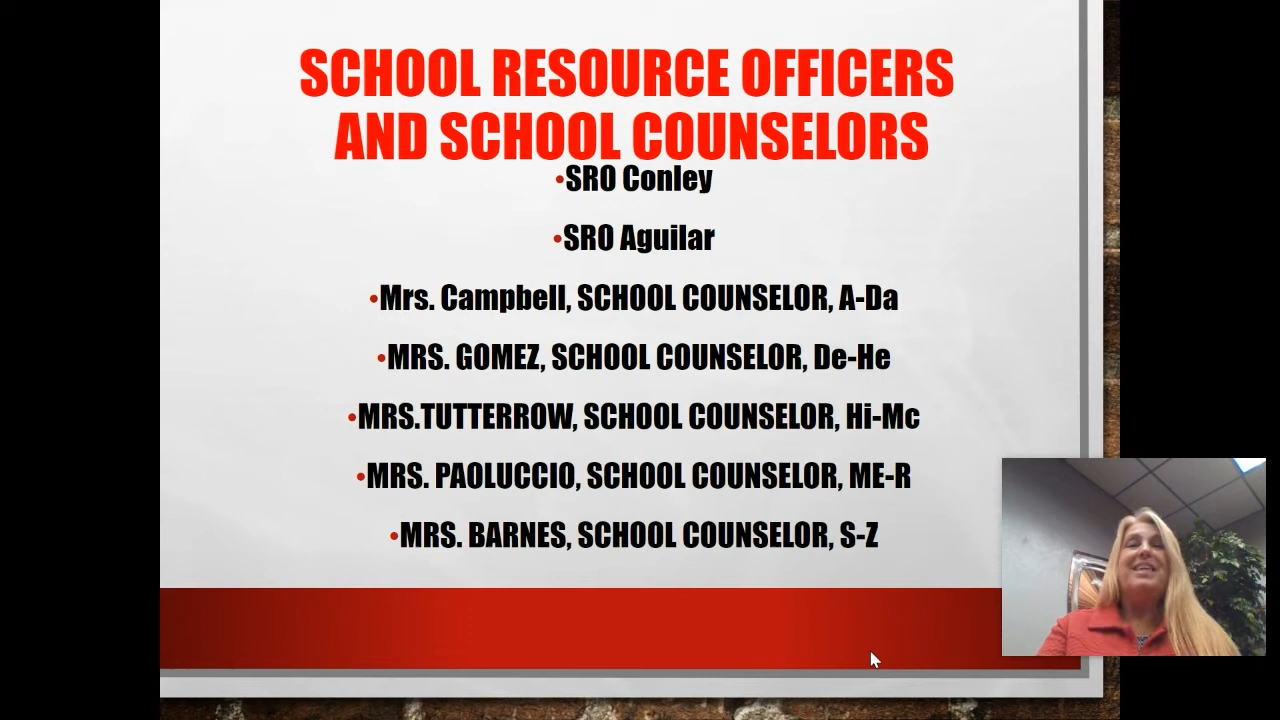 SCHOOL RESOURCE OFFICERS
AND SCHOOL COUNSELORS
•SRO Conley
•SRO Aguilar
•Mrs. Campbell, SCHOOL COUNSELOR, A-Da
•MRS. GOMEZ, SCHOOL COUNSELOR, De-He
•MRS.TUTTERROW, SCHOOL COUNSELOR, Hi-Mc
•MRS. PAOLUCCIO, SCHOOL COUNSELOR, ME-R
•MRS. BARNES, SCHOOL COUNSELOR, S-Z